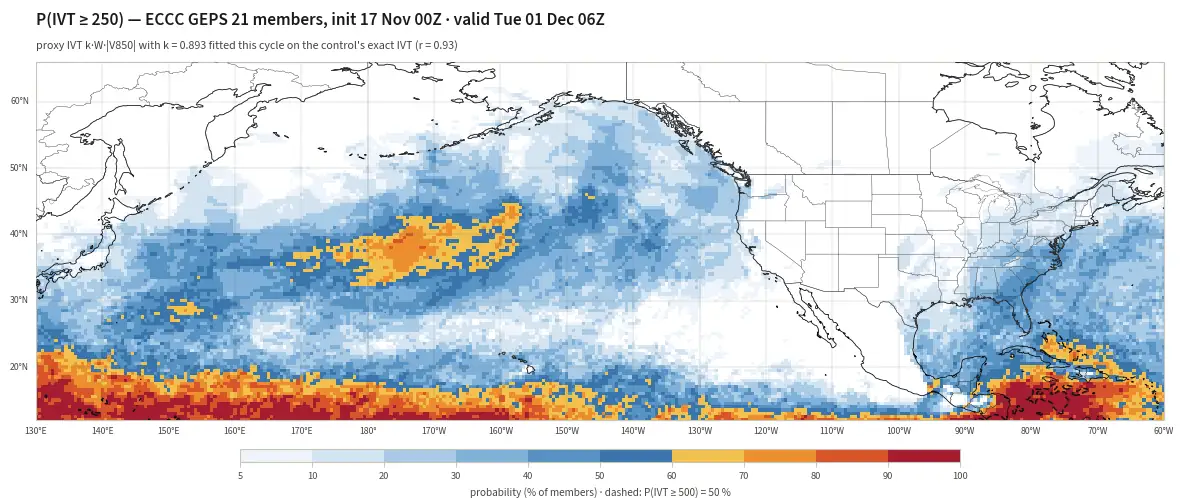 P(IVT ≥ 250) — ECCC GEPS 21 members, init 17 Nov 00Z · valid Tue 01 Dec 06Z
proxy IVT k·W·|V850| with k = 0.893 fitted this cycle on the control's exact IVT (r = 0.93)
60°N
50°N
40°N
30°N
20°N
130°E 140°E 150°E 160°E 170°E 180° 170°W 160°W 150°W 140°W 130°W 120°W 110°W 100°W 90°W 80°W 70°W 60°W
5 10 20 30 40 50 60 70 80 90 100
probability (% of members) · dashed: P(IVT ≥ 500) = 50 %